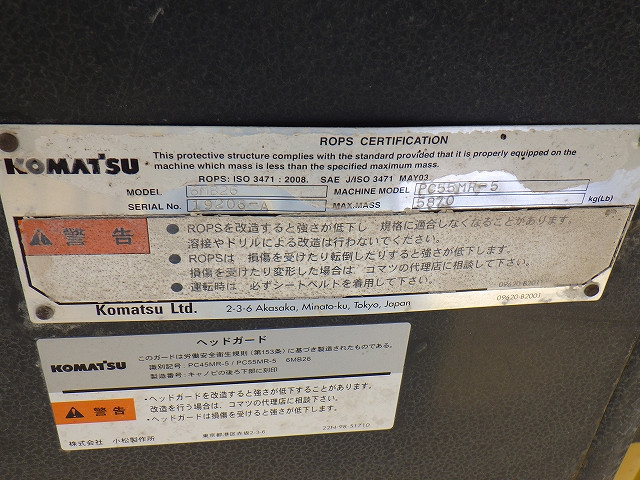 ROPS CERTIFICATION
KOMATSU
This protective structure complies with the standard provided that it is properly equipped on the
machine which mass is less than the specified maximum mass.
ROPS: ISO 3471 : 2008. SAE J/ISO 3471 MAY03
MODEL 6MB26 MACHINE MODEL PC55MR-5
SERIAL No. 19206-A MAX.MASS 5870 kg(Lb)
警告
●ROPSを改造すると強さが低下し 規格に適合しなくなることがあります。
溶接やドリルによる改造は行わないでください。
●ROPSは 損傷を受けたり転倒したりすると強さが低下します。
損傷を受けたり変形した場合は コマツの代理店に相談して下さい。
●運転時は 必ずシートベルトを着用して下さい。
09620-B2001
Komatsu Ltd. 2-3-6 Akasaka, Minato-ku, Tokyo, Japan
09620-B2001
ヘッドガード
KOMATSU
このガードは労働安全衛生規則(第153条)に基づき製造されたものである。
識別記号:PC45MR-5/PC55MR-5 6MB26
製造番号:キャノピの後ろ下部に刻印
警告
・ヘッドガードを改造すると強さが低下することがあります。
改造を行う場合は、コマツの代理店に相談して下さい。
・ヘッドガードは損傷を受けると強さが低下します。
株式会社 小松製作所 東京都港区赤坂2-3-6 22N-98-51710